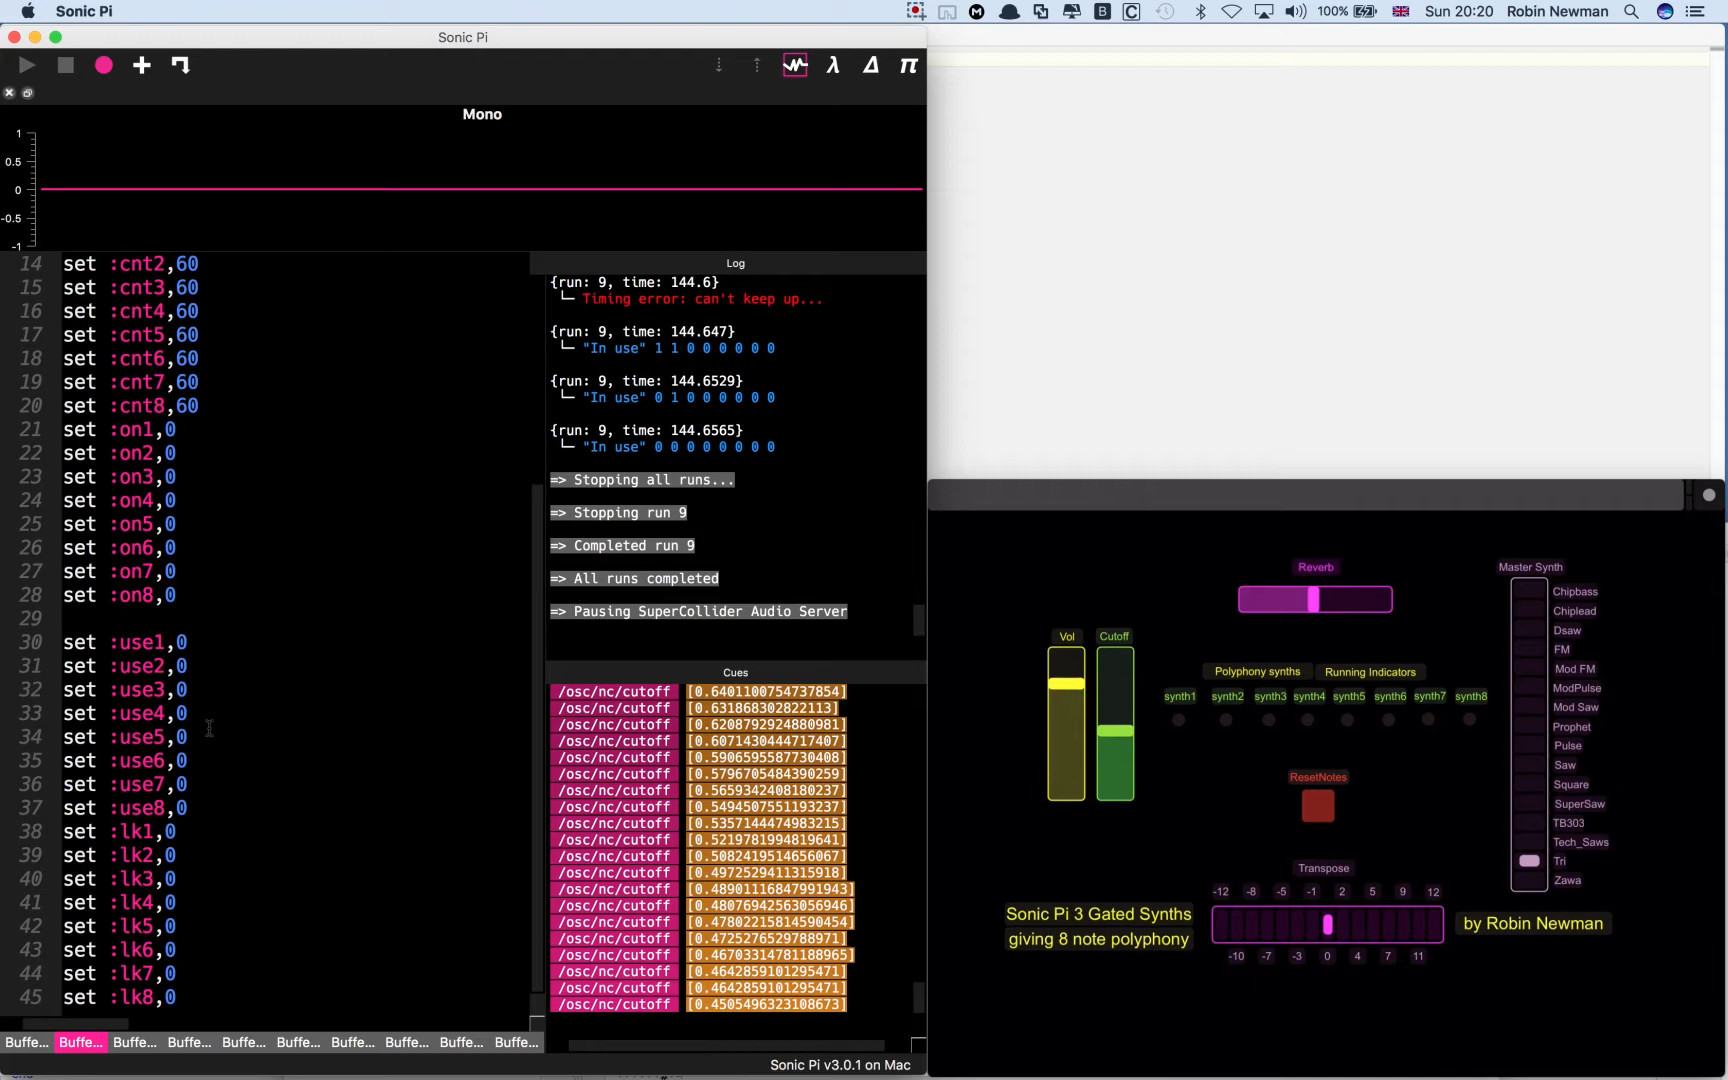 Sonic Pi
100%
Sun 20:20
Robin Newman
Sonic Pi
Mono
1
0.5
0
-0.5
-1
14 set :cnt2,60
15 set :cnt3,60
16 set :cnt4,60
17 set :cnt5,60
18 set :cnt6,60
19 set :cnt7,60
20 set :cnt8,60
21 set :on1,0
22 set :on2,0
23 set :on3,0
24 set :on4,0
25 set :on5,0
26 set :on6,0
27 set :on7,0
28 set :on8,0
29
30 set :use1,0
31 set :use2,0
32 set :use3,0
33 set :use4,0
34 set :use5,0
35 set :use6,0
36 set :use7,0
37 set :use8,0
38 set :lk1,0
39 set :lk2,0
40 set :lk3,0
41 set :lk4,0
42 set :lk5,0
43 set :lk6,0
44 set :lk7,0
45 set :lk8,0
Buffe... Buffe... Buffe... Buffe... Buffe... Buffe... Buffe... Buffe... Buffe... Buffe...
Log
{run: 9, time: 144.6}
Timing error: can't keep up...
{run: 9, time: 144.647}
"In use" 1 1 0 0 0 0 0 0
{run: 9, time: 144.6529}
"In use" 0 1 0 0 0 0 0 0
{run: 9, time: 144.6565}
"In use" 0 0 0 0 0 0 0 0
=> Stopping all runs...
=> Stopping run 9
=> Completed run 9
=> All runs completed
=> Pausing SuperCollider Audio Server
Cues
/osc/nc/cutoff [0.6401100754737854]
/osc/nc/cutoff [0.631868302822113]
/osc/nc/cutoff [0.6208792924880981]
/osc/nc/cutoff [0.6071430444717407]
/osc/nc/cutoff [0.5906595587730408]
/osc/nc/cutoff [0.5796705484390259]
/osc/nc/cutoff [0.5659342408180237]
/osc/nc/cutoff [0.549450755119323​7]
/osc/nc/cutoff [0.5357144474983215]
/osc/nc/cutoff [0.5219781994819641]
/osc/nc/cutoff [0.5082419514656067]
/osc/nc/cutoff [0.4972529411315918]
/osc/nc/cutoff [0.48901116847991943]
/osc/nc/cutoff [0.48076942563056946]
/osc/nc/cutoff [0.4780221581459045​4]
/osc/nc/cutoff [0.4725276529788971]
/osc/nc/cutoff [0.46703314781188965]
/osc/nc/cutoff [0.4642859101295471]
/osc/nc/cutoff [0.4642859101295471]
/osc/nc/cutoff [0.4505496323108673]
Sonic Pi v3.0.1 on Mac
Reverb
Master Synth
Chipbass
Chiplead
Dsaw
FM
Mod FM
ModPulse
Mod Saw
Prophet
Pulse
Saw
Square
SuperSaw
TB303
Tech_Saws
Tri
Zawa
Vol
Cutoff
Polyphony synths
Running Indicators
synth1 synth2 synth3 synth4 synth5 synth6 synth7 synth8
ResetNotes
Transpose
-12 -8 -5 -1 2 5 9 12
-10 -7 -3 0 4 7 11
Sonic Pi 3 Gated Synths
giving 8 note polyphony
by Robin Newman